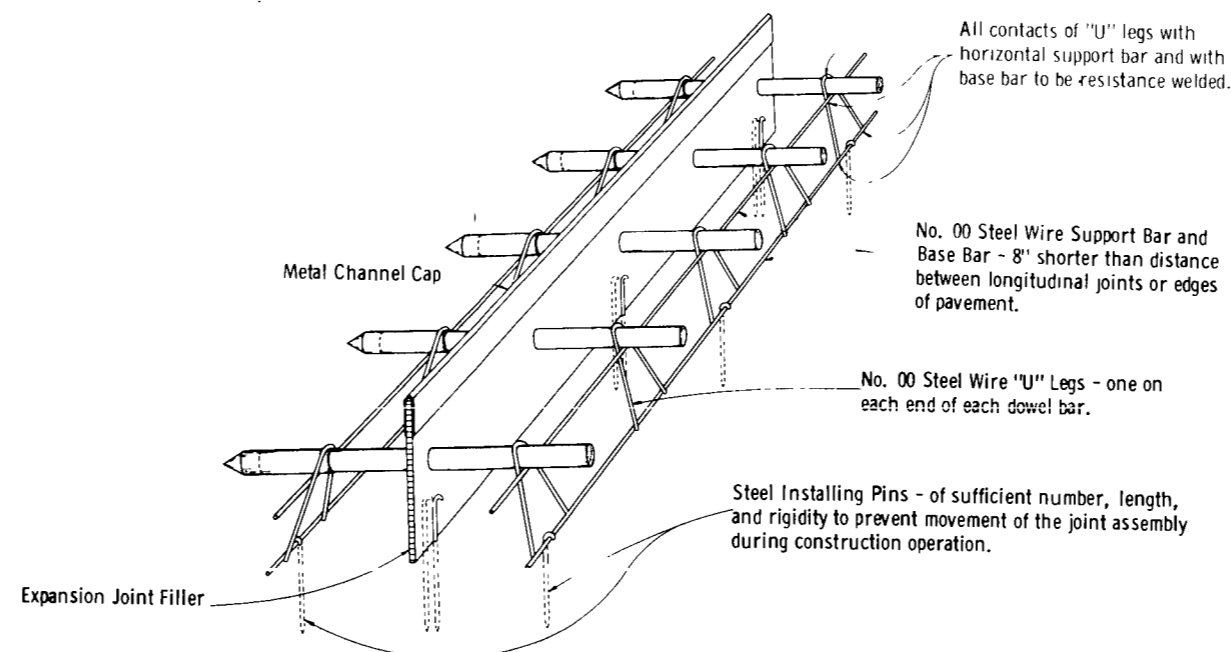 All contacts of "U" legs with
horizontal support bar and with
base bar to be resistance welded.
Metal Channel Cap
No. 00 Steel Wire Support Bar and
Base Bar - 8" shorter than distance
between longitudinal joints or edges
of pavement.
No. 00 Steel Wire "U" Legs - one on
each end of each dowel bar.
Steel Installing Pins - of sufficient number, length,
and rigidity to prevent movement of the joint assembly
during construction operation.
Expansion Joint Filler